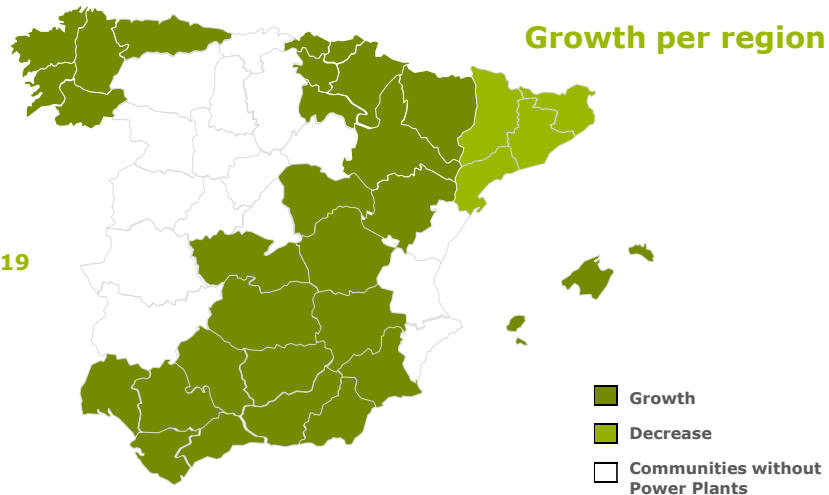 Growth per region
19
Growth
Decrease
Communities without
Power Plants